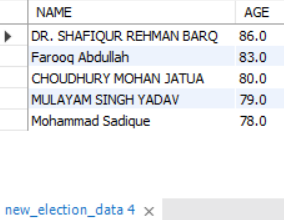 NAME AGE
DR. SHAFIQUR REHMAN BARQ 86.0
Farooq Abdullah 83.0
CHOUDHURY MOHAN JATUA 80.0
MULAYAM SINGH YADAV 79.0
Mohammad Sadique 78.0
new_election_data 4 ×